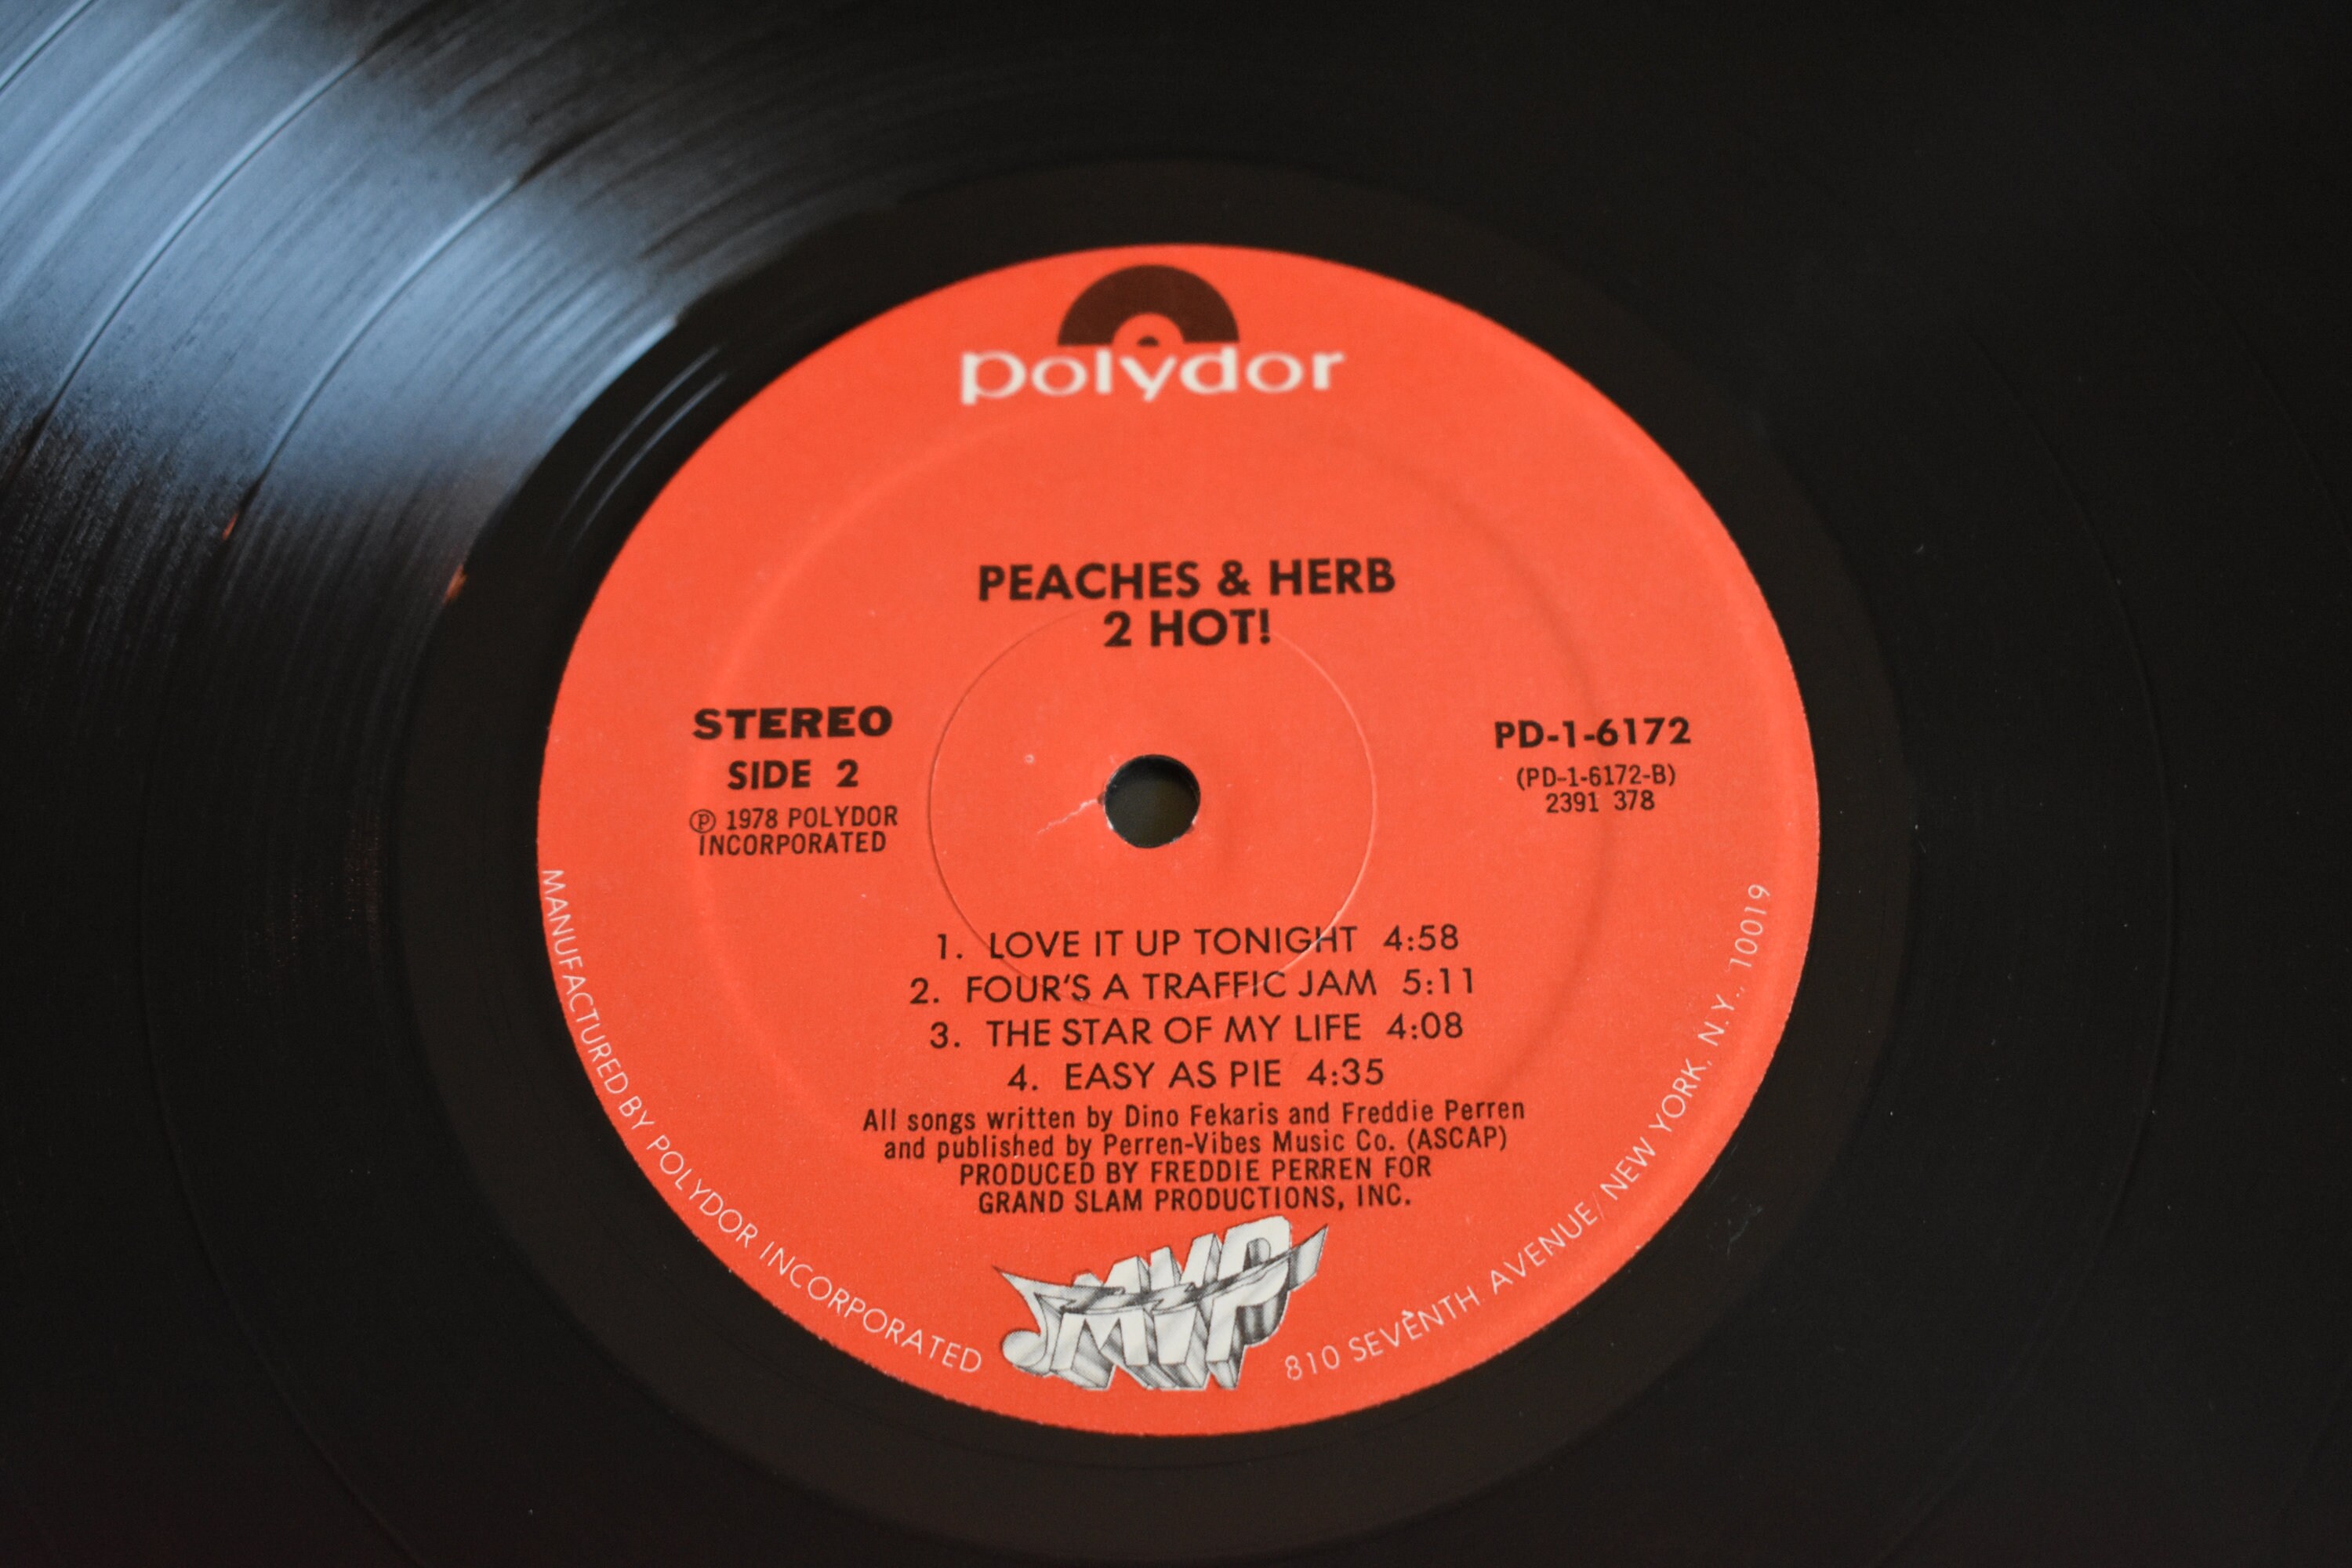 polydor
PEACHES & HERB
2 HOT!
STEREO
SIDE 2
℗ 1978 POLYDOR
INCORPORATED
PD-1-6172
(PD-1-6172-B)
2391 378
1. LOVE IT UP TONIGHT 4:58
2. FOUR'S A TRAFFIC JAM 5:11
3. THE STAR OF MY LIFE 4:08
4. EASY AS PIE 4:35
All songs written by Dino Fekaris and Freddie Perren
and published by Perren-Vibes Music Co. (ASCAP)
PRODUCED BY FREDDIE PERREN FOR
GRAND SLAM PRODUCTIONS, INC.
MVP
MANUFACTURED BY POLYDOR INCORPORATED
810 SEVENTH AVENUE/NEW YORK, N.Y., 10019